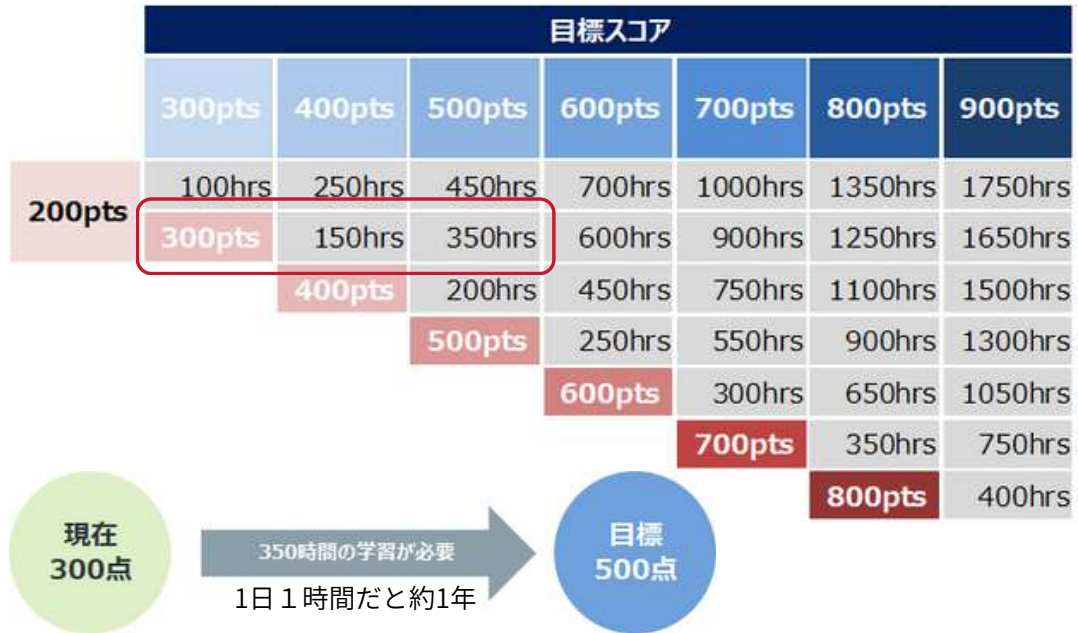 目標スコア
300pts 400pts 500pts 600pts 700pts 800pts 900pts
200pts 100hrs 250hrs 450hrs 700hrs 1000hrs 1350hrs 1750hrs
300pts 150hrs 350hrs 600hrs 900hrs 1250hrs 1650hrs
400pts 200hrs 450hrs 750hrs 1100hrs 1500hrs
500pts 250hrs 550hrs 900hrs 1300hrs
600pts 300hrs 650hrs 1050hrs
700pts 350hrs 750hrs
800pts 400hrs
現在
300点
350時間の学習が必要
1日１時間だと約1年
目標
500点